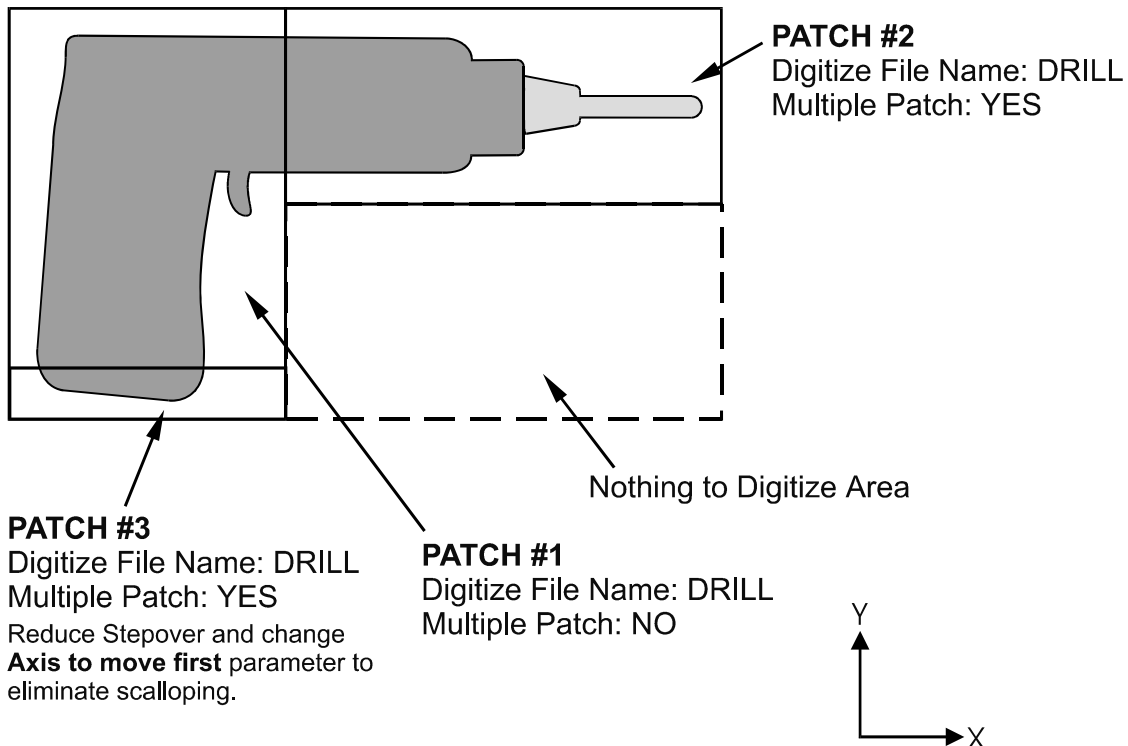 PATCH #2
Digitize File Name: DRILL
Multiple Patch: YES
Nothing to Digitize Area
PATCH #3
Digitize File Name: DRILL
Multiple Patch: YES
Reduce Stepover and change
Axis to move first parameter to
eliminate scalloping.
PATCH #1
Digitize File Name: DRILL
Multiple Patch: NO
Y
X